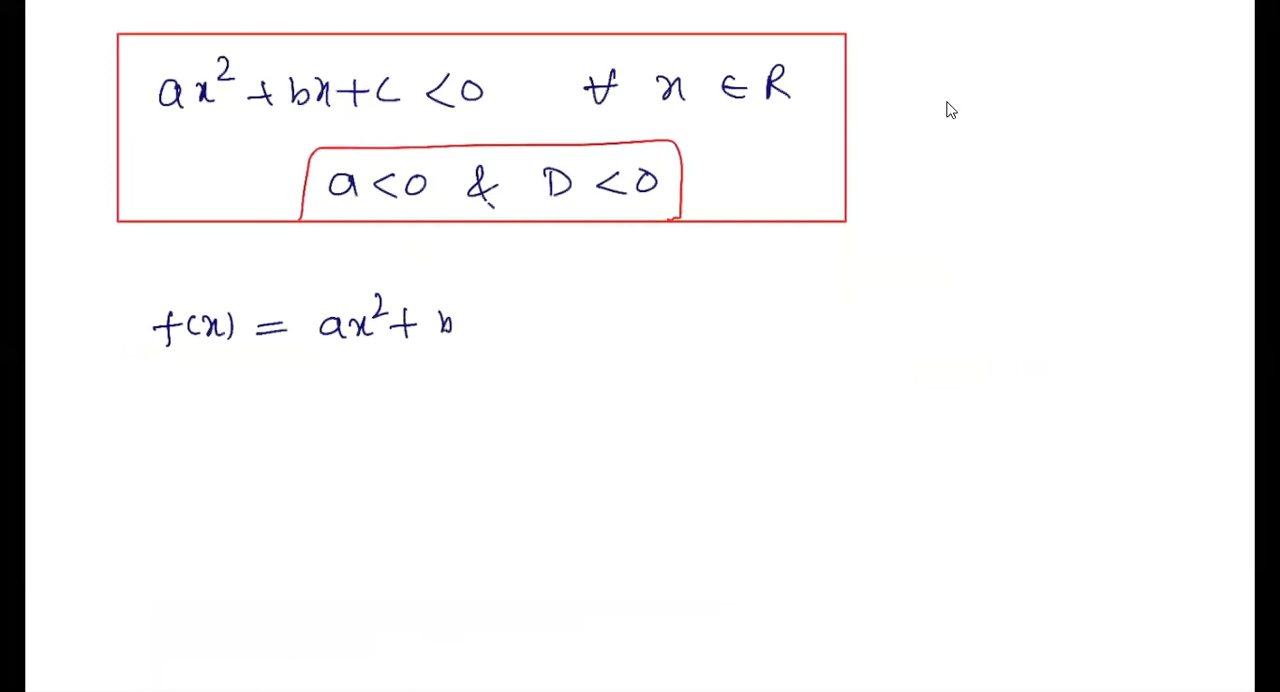 ax² + bx + c < 0 ∀ x ∈ R
a < 0 & D < 0
f(x) = ax² + b